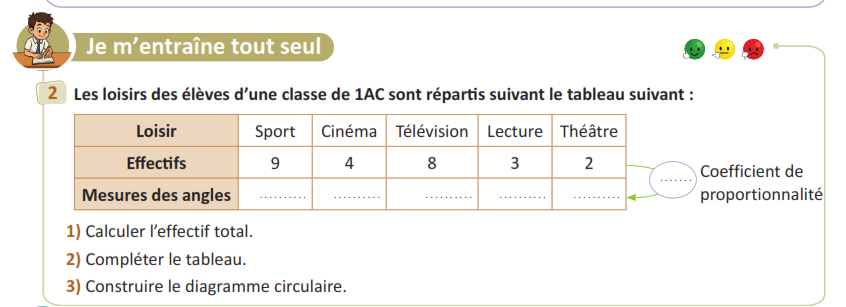 Je m'entraîne tout seul
2 Les loisirs des élèves d'une classe de 1AC sont répartis suivant le tableau suivant :
Loisir Sport Cinéma Télévision Lecture Théâtre
Effectifs 9 4 8 3 2
Mesures des angles .......... .......... .......... .......... ..........
....... Coefficient de
proportionnalité
1) Calculer l'effectif total.
2) Compléter le tableau.
3) Construire le diagramme circulaire.